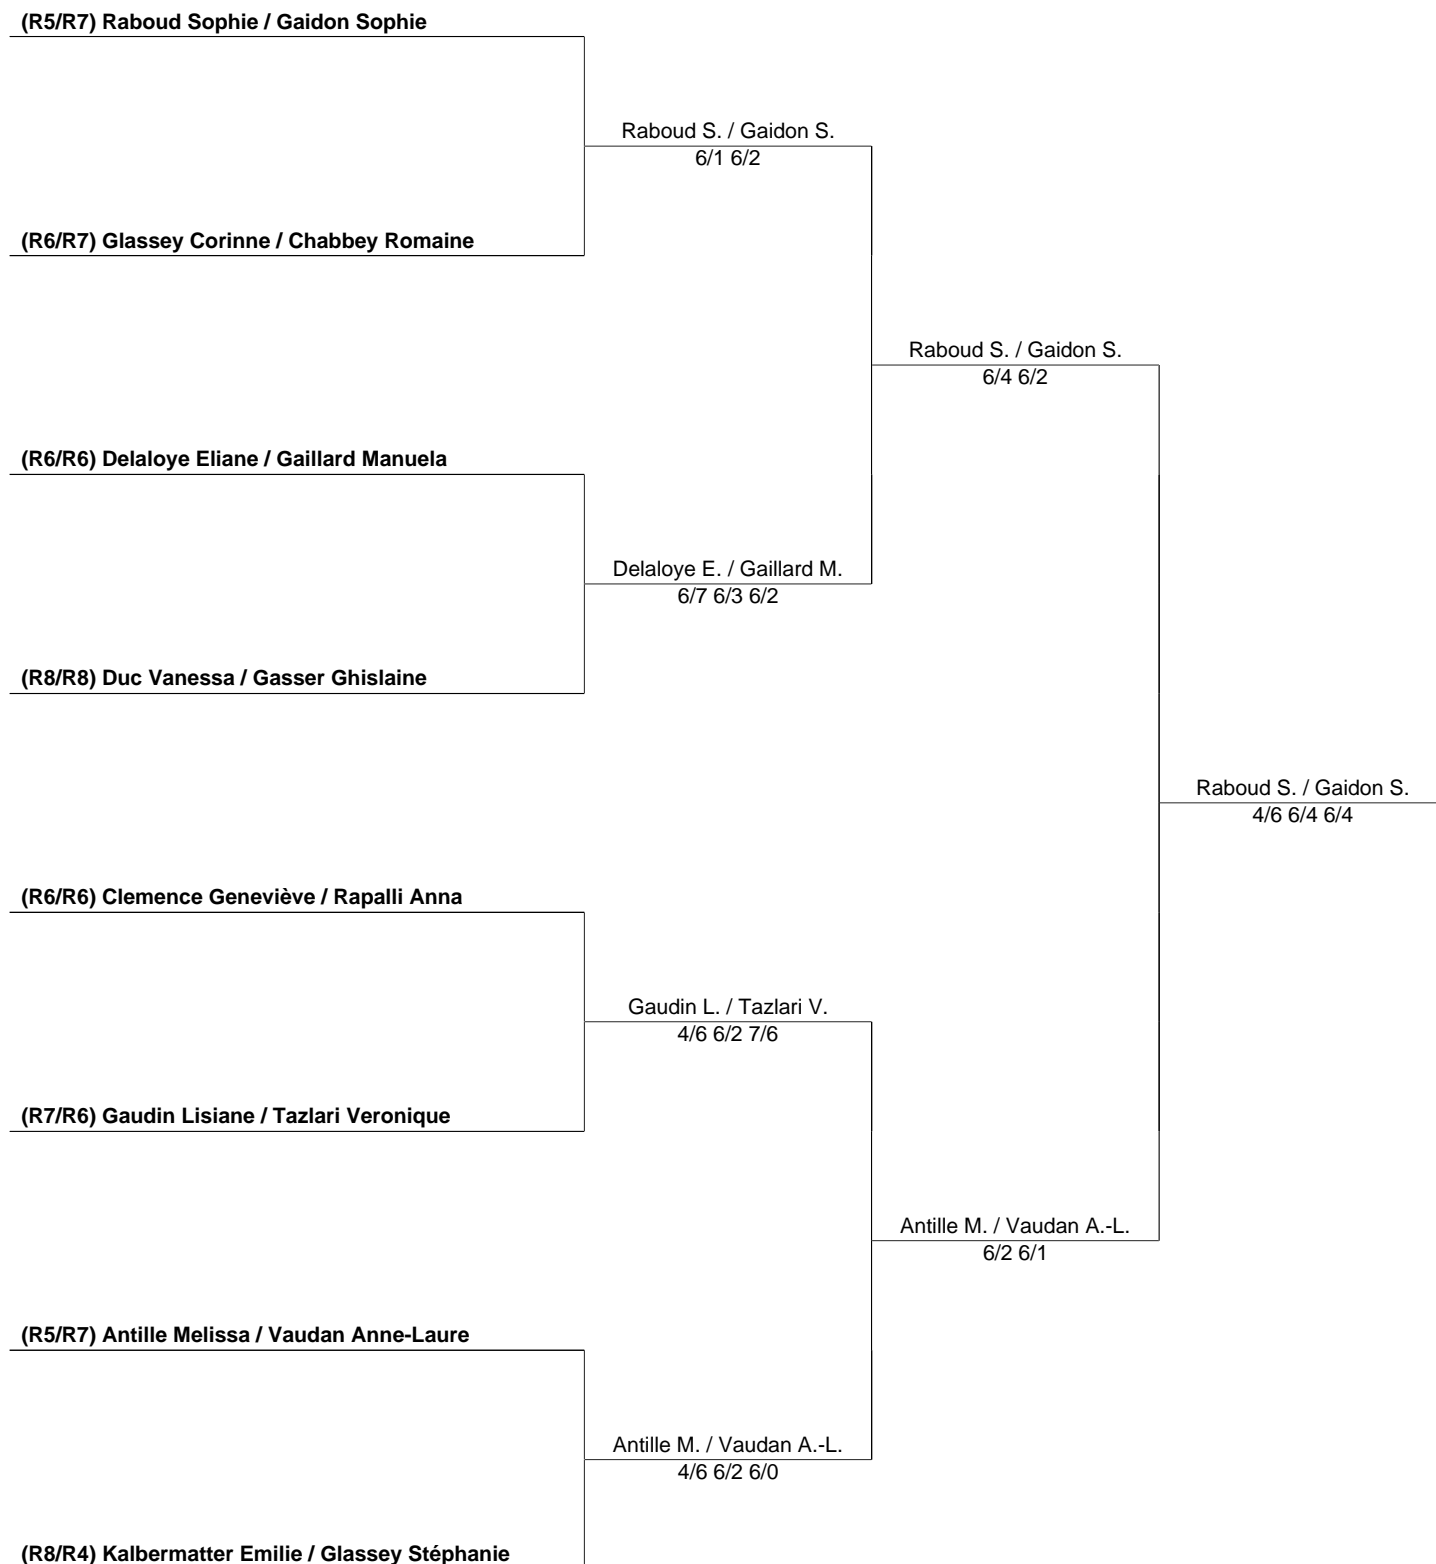 (R5/R7) Raboud Sophie / Gaidon Sophie
Raboud S. / Gaidon S.
6/1 6/2
(R6/R7) Glassey Corinne / Chabbey Romaine
Raboud S. / Gaidon S.
6/4 6/2
(R6/R6) Delaloye Eliane / Gaillard Manuela
Delaloye E. / Gaillard M.
6/7 6/3 6/2
(R8/R8) Duc Vanessa / Gasser Ghislaine
Raboud S. / Gaidon S.
4/6 6/4 6/4
(R6/R6) Clemence Geneviève / Rapalli Anna
Gaudin L. / Tazlari V.
4/6 6/2 7/6
(R7/R6) Gaudin Lisiane / Tazlari Veronique
Antille M. / Vaudan A.-L.
6/2 6/1
(R5/R7) Antille Melissa / Vaudan Anne-Laure
Antille M. / Vaudan A.-L.
4/6 6/2 6/0
(R8/R4) Kalbermatter Emilie / Glassey Stéphanie